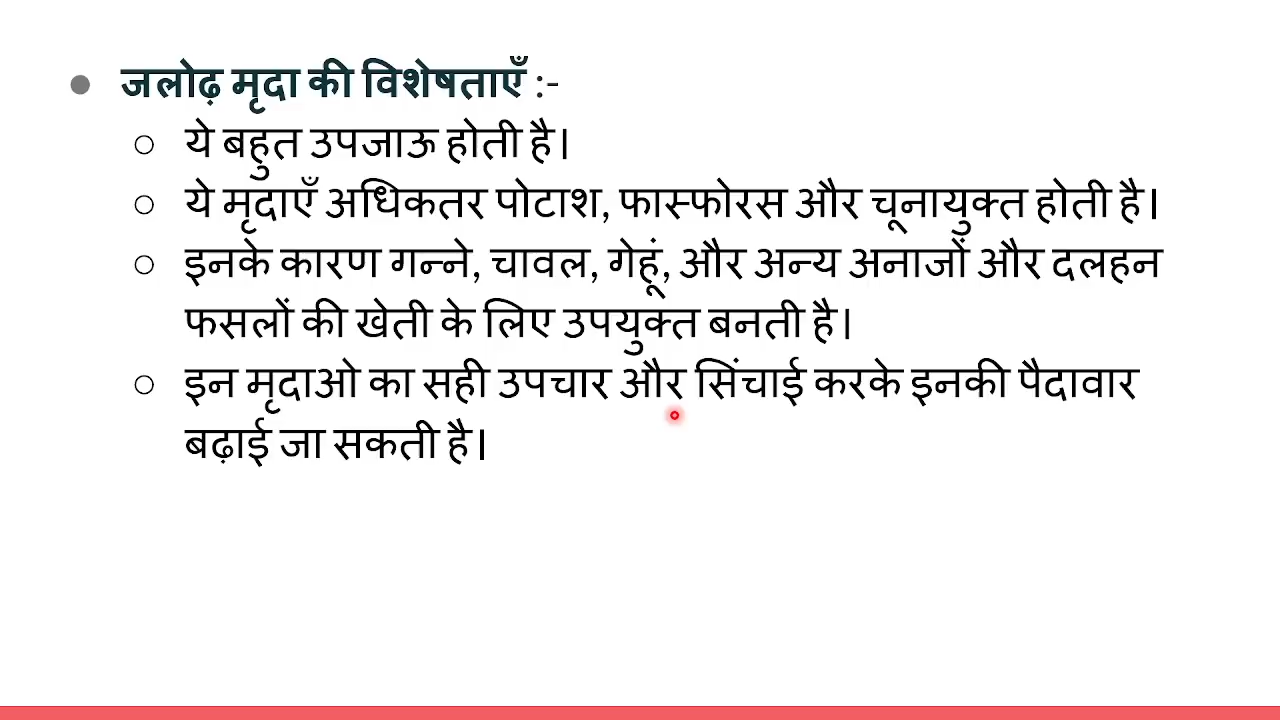 ● जलोढ़ मृदा की विशेषताएँ :-
○ ये बहुत उपजाऊ होती है।
○ ये मृदाएँ अधिकतर पोटाश, फास्फोरस और चूनायुक्त होती है।
○ इनके कारण गन्ने, चावल, गेहूं, और अन्य अनाजों और दलहन
फसलों की खेती के लिए उपयुक्त बनती है।
○ इन मृदाओ का सही उपचार और सिंचाई करके इनकी पैदावार
बढ़ाई जा सकती है।